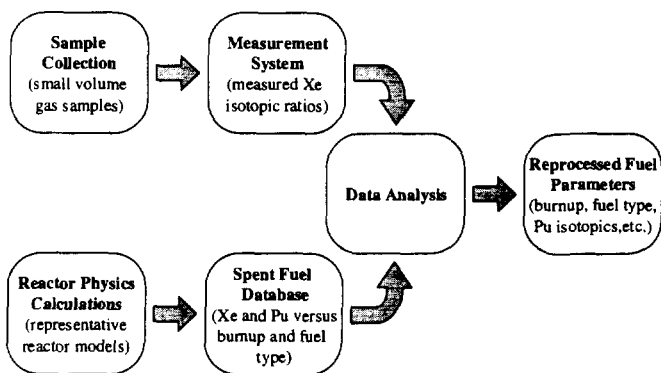 Sample
Collection
(small volume
gas samples)
Measurement
System
(measured Xe
isotopic ratios)
Data Analysis
Reprocessed Fuel
Parameters
(burnup, fuel type,
Pu isotopics,etc.)
Reactor Physics
Calculations
(representative
reactor models)
Spent Fuel
Database
(Xe and Pu versus
burnup and fuel
type)